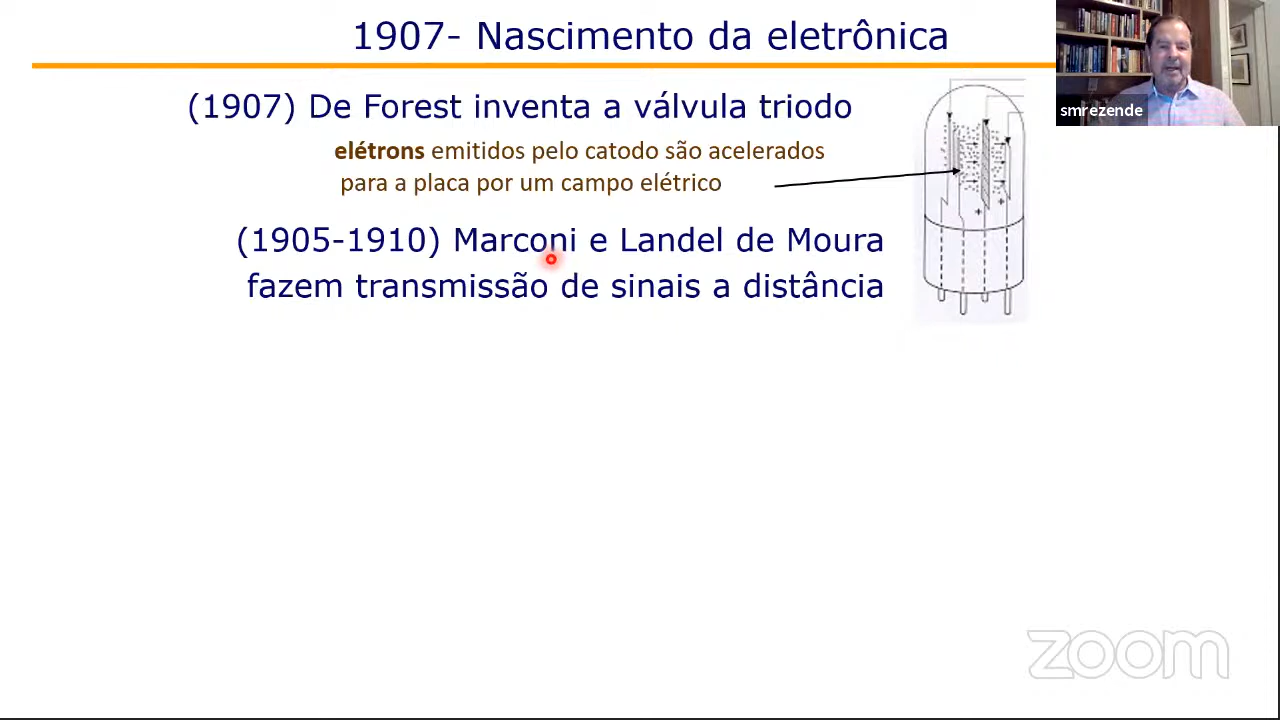 1907- Nascimento da eletrônica
smrezende
(1907) De Forest inventa a válvula triodo
elétrons emitidos pelo catodo são acelerados
para a placa por um campo elétrico
+
+
(1905-1910) Marconi e Landel de Moura
fazem transmissão de sinais a distância
zoom